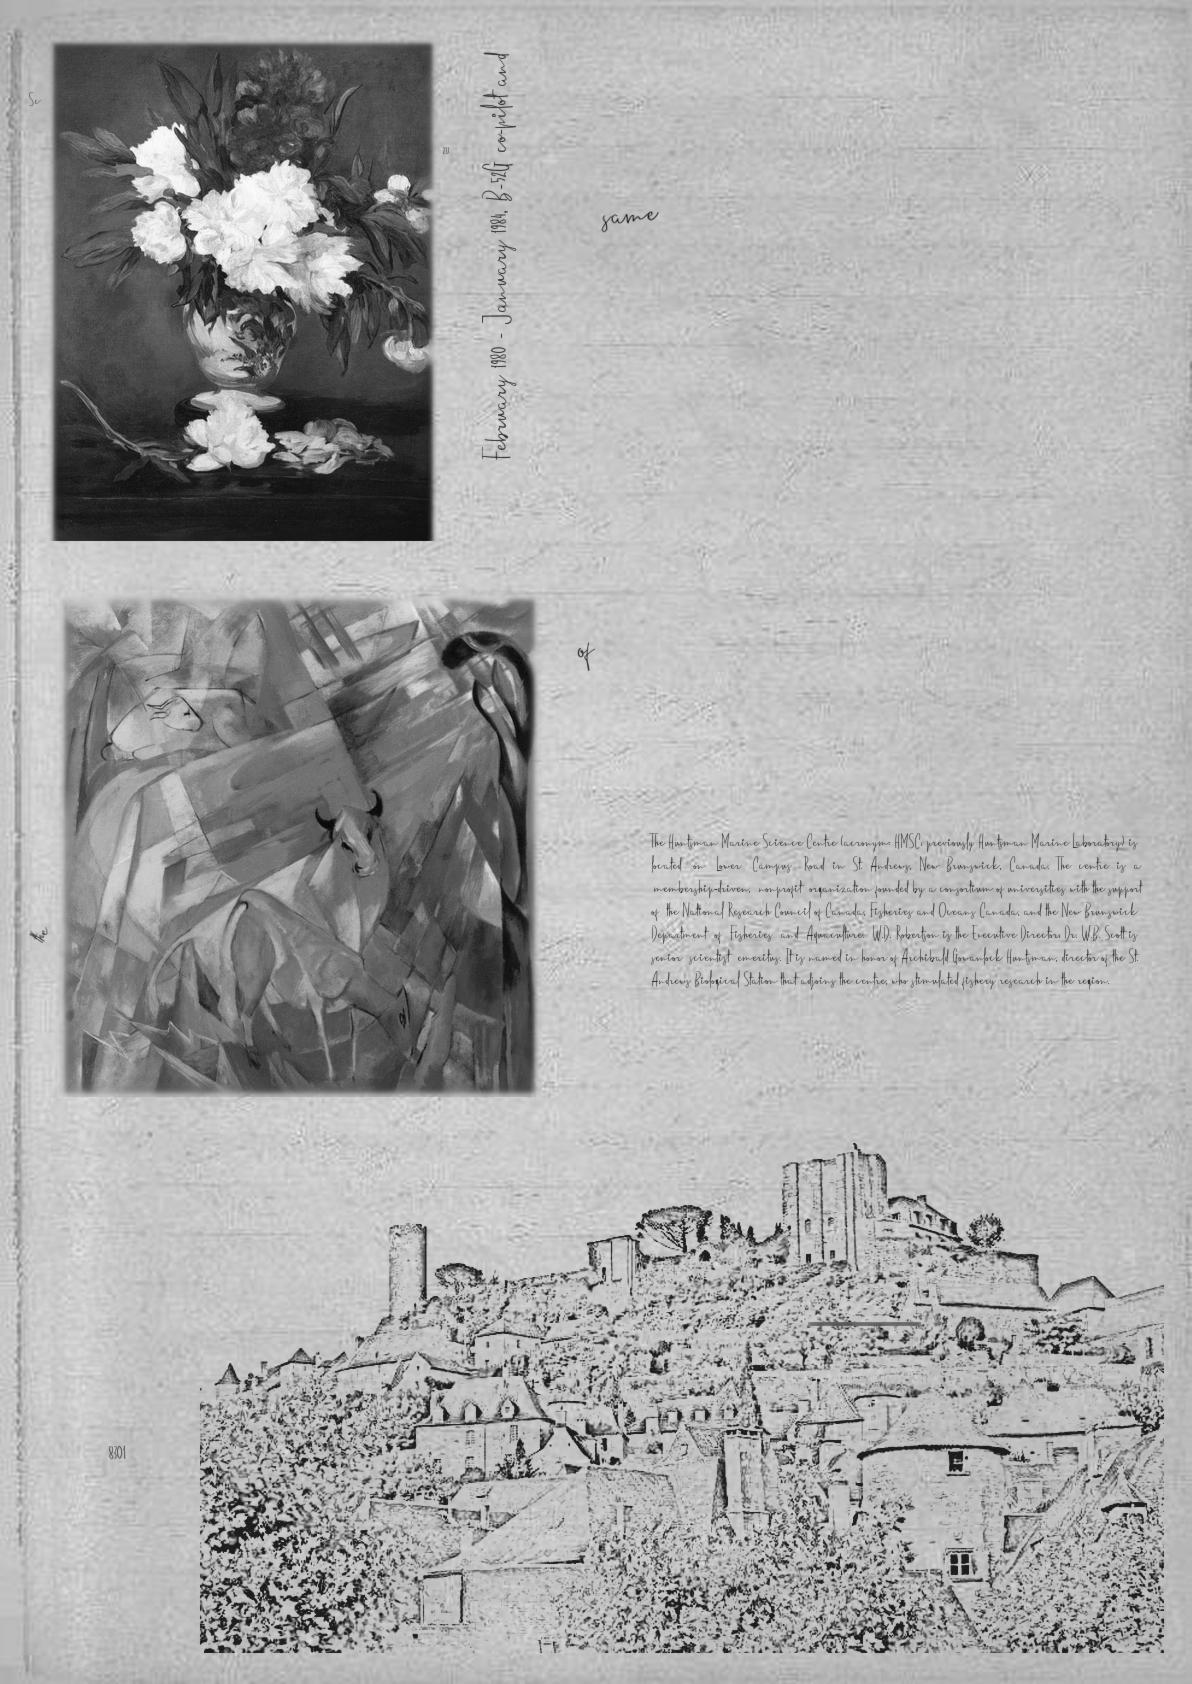 Sc
February 1980 - January 1984, B-52G co-pilot and
same
of
The Huntsman Marine Science Centre (acronym: HMSC; previously Huntsman Marine Laboratory) is
located on Lower Campus Road in St. Andrews, New Brunswick, Canada. The centre is a
membership-driven, nonprofit organization founded by a consortium of universities with the support
of the National Research Council of Canada, Fisheries and Oceans Canada, and the New Brunswick
Department of Fisheries and Aquaculture. W.D. Robertson is the Executive Director; Dr. W.B. Scott is
senior scientist emeritus. It is named in honor of Archibald Gowanlock Huntsman, director of the St.
Andrews Biological Station that adjoins the centre, who stimulated fishery research in the region.
the